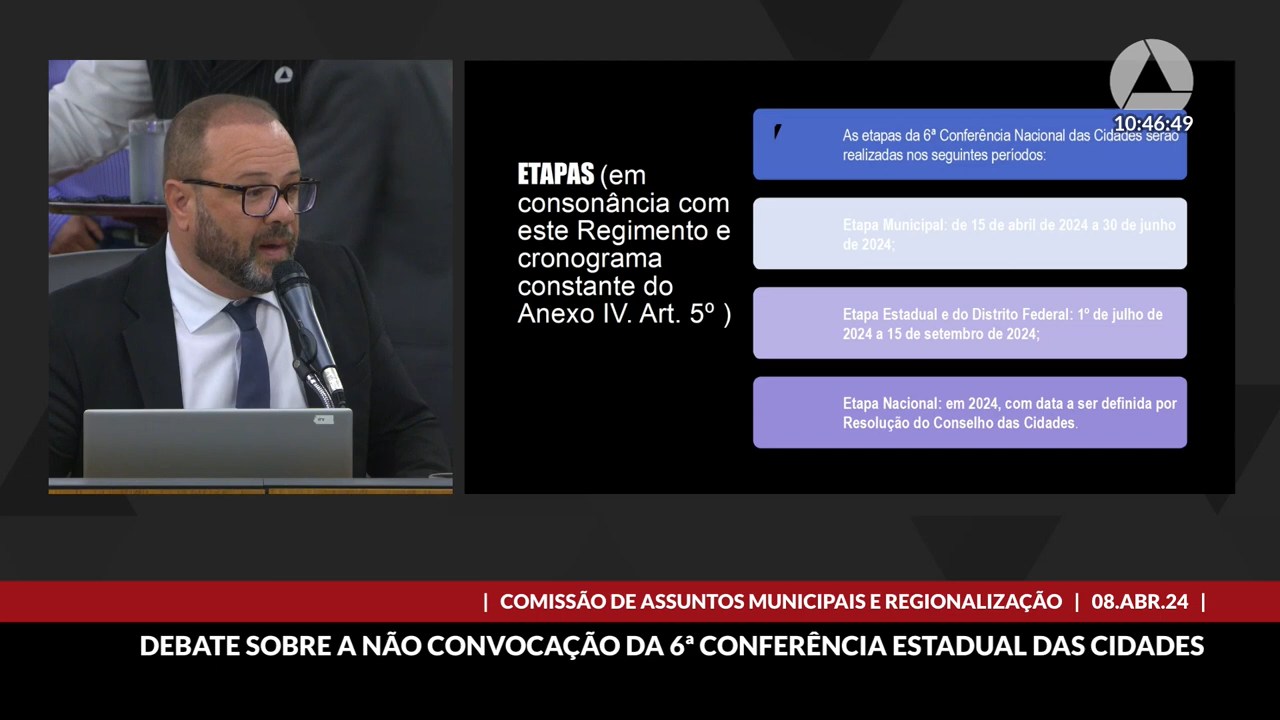 10:46:49
ETAPAS (em
consonância com
este Regimento e
cronograma
constante do
Anexo IV. Art. 5º )
As etapas da 6ª Conferência Nacional das Cidades serão
realizadas nos seguintes periodos:
Etapa Municipal: de 15 de abril de 2024 a 30 de junho
de 2024;
Etapa Estadual e do Distrito Federal: 1º de julho de
2024 a 15 de setembro de 2024;
Etapa Nacional: em 2024, com data a ser definida por
Resolução do Conselho das Cidades.
| COMISSÃO DE ASSUNTOS MUNICIPAIS E REGIONALIZAÇÃO | 08.ABR.24 |
DEBATE SOBRE A NÃO CONVOCAÇÃO DA 6ª CONFERÊNCIA ESTADUAL DAS CIDADES